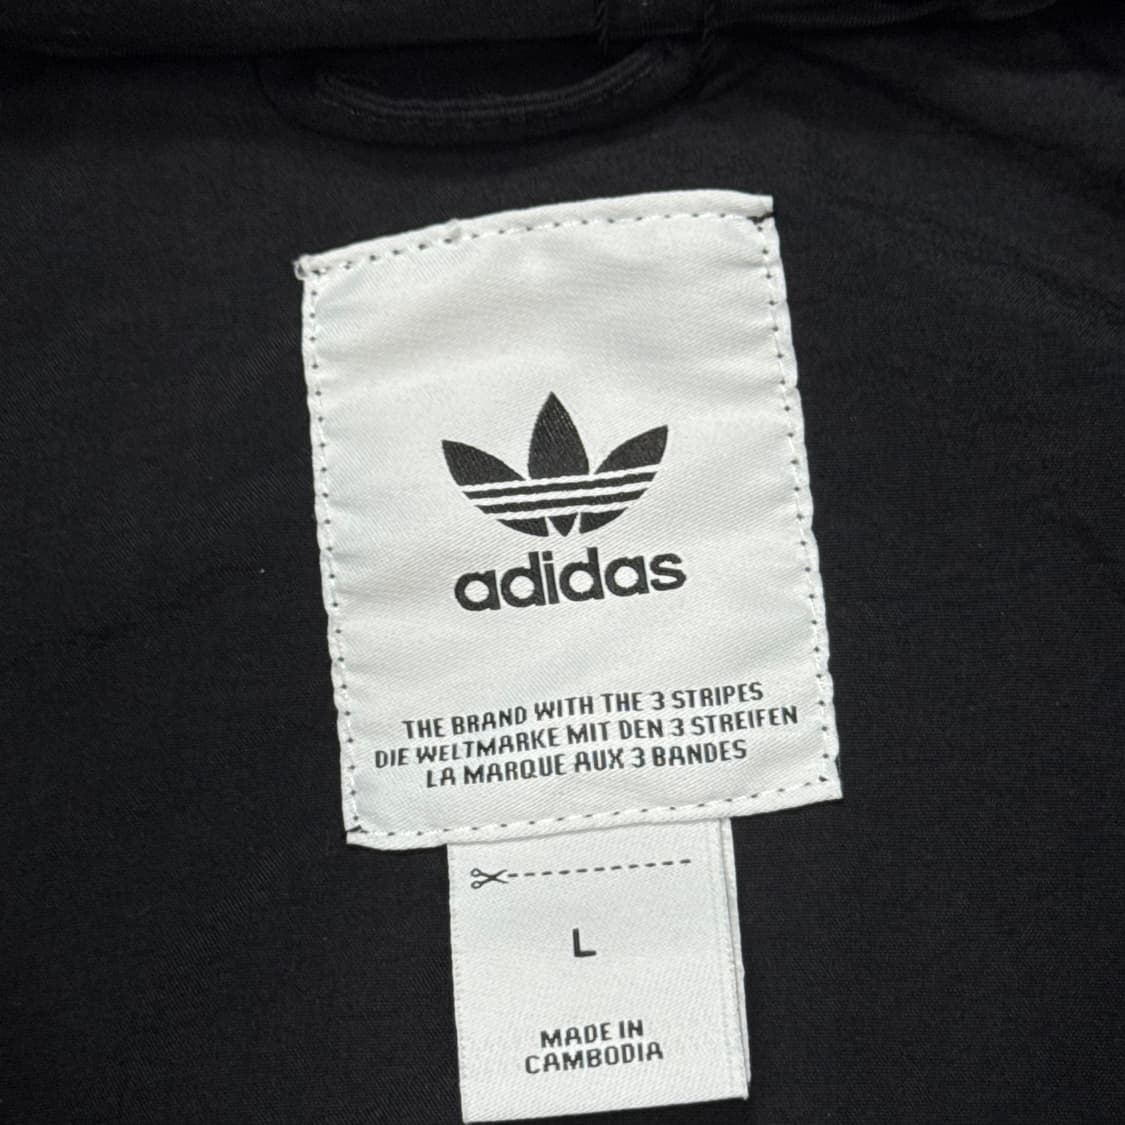 adidas
THE BRAND WITH THE 3 STRIPES
DIE WELTMARKE MIT DEN 3 STREIFEN
LA MARQUE AUX 3 BANDES
L
MADE IN
CAMBODIA